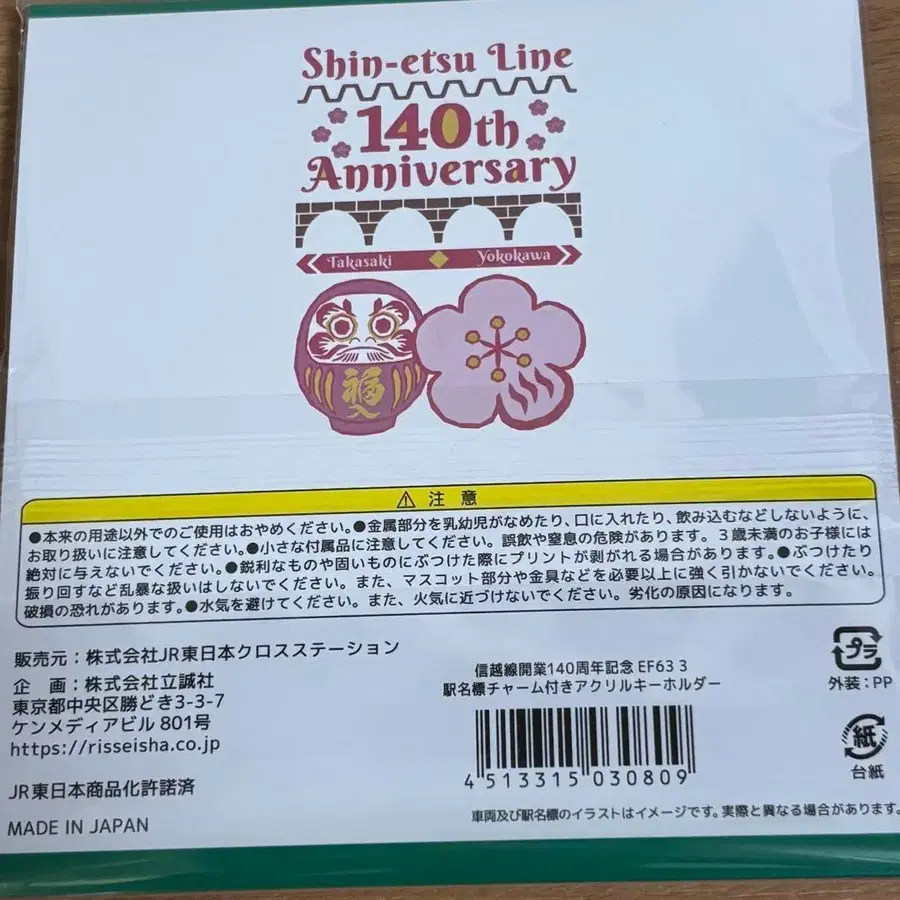 Shin-etsu Line
140th
Anniversary
Takasaki
Yokokawa
福入
注意
●本来の用途以外でのご使用はおやめください。●金属部分を乳幼児がなめたり、口に入れたり、飲み込むなどしないように、
お取り扱いに注意してください。●小さな付属品に注意してください。誤飲や窒息の危険があります。3歳未満のお子様には
絶対に与えないでください。●鋭利なものや固いものにぶつけた際にプリントが剥がれる場合があります。●ぶつけたり
振り回すなど乱暴な扱いはしないでください。また、マスコット部分や金具などを必要以上に強く引かないでください。
破損の恐れがあります。●水気を避けてください。また、火気に近づけないでください。劣化の原因になります。
販売元：株式会社JR東日本クロスステーション
企 画：株式会社立誠社
東京都中央区勝どき3-3-7
ケンメディアビル 801号
https://risseisha.co.jp
JR東日本商品化許諾済
MADE IN JAPAN
信越線開業140周年記念 EF63 3
駅名標チャーム付きアクリルキーホルダー
4 513315 030809
車両及び駅名標のイラストはイメージです。実際と異なる場合があります。
プラ
外装：PP
紙
台紙